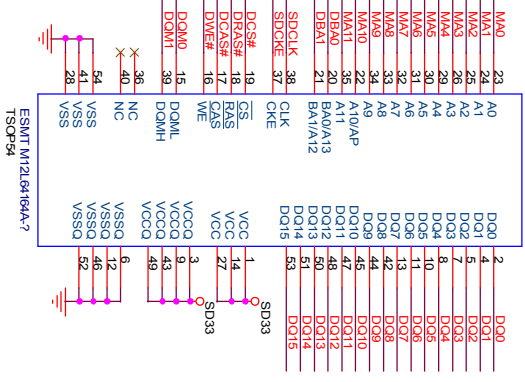 MA0 23 A0 DQ0 2 DQ0
MA1 24 A1 DQ1 4 DQ1
MA2 25 A2 DQ2 5 DQ2
MA3 26 A3 DQ3 7 DQ3
MA4 29 A4 DQ4 8 DQ4
MA5 30 A5 DQ5 10 DQ5
MA6 31 A6 DQ6 11 DQ6
MA7 32 A7 DQ7 13 DQ7
MA8 33 A8 DQ8 42 DQ8
MA9 34 A9 DQ9 44 DQ9
MA10 22 A10/AP DQ10 45 DQ10
MA11 35 A11 DQ11 47 DQ11
DBA0 20 BA0/A13 DQ12 48 DQ12
DBA1 21 BA1/A12 DQ13 50 DQ13
SDCLK 38 CLK DQ14 51 DQ14
SDCKE 37 CKE DQ15 53 DQ15
SD33
DCS# 19 CS VCC 1
DRAS# 18 RAS VCC 14
DCAS# 17 CAS VCC 27
DWE# 16 WE
SD33
DQM0 15 DQML VCCQ 3
DQM1 39 DQMH VCCQ 9
VCCQ 43
VCCQ 49
36 NC
40 NC VSSQ 6
VSSQ 12
54 VSS VSSQ 46
41 VSS VSSQ 52
28 VSS
ESMT M12L64164A-?
TSOP54